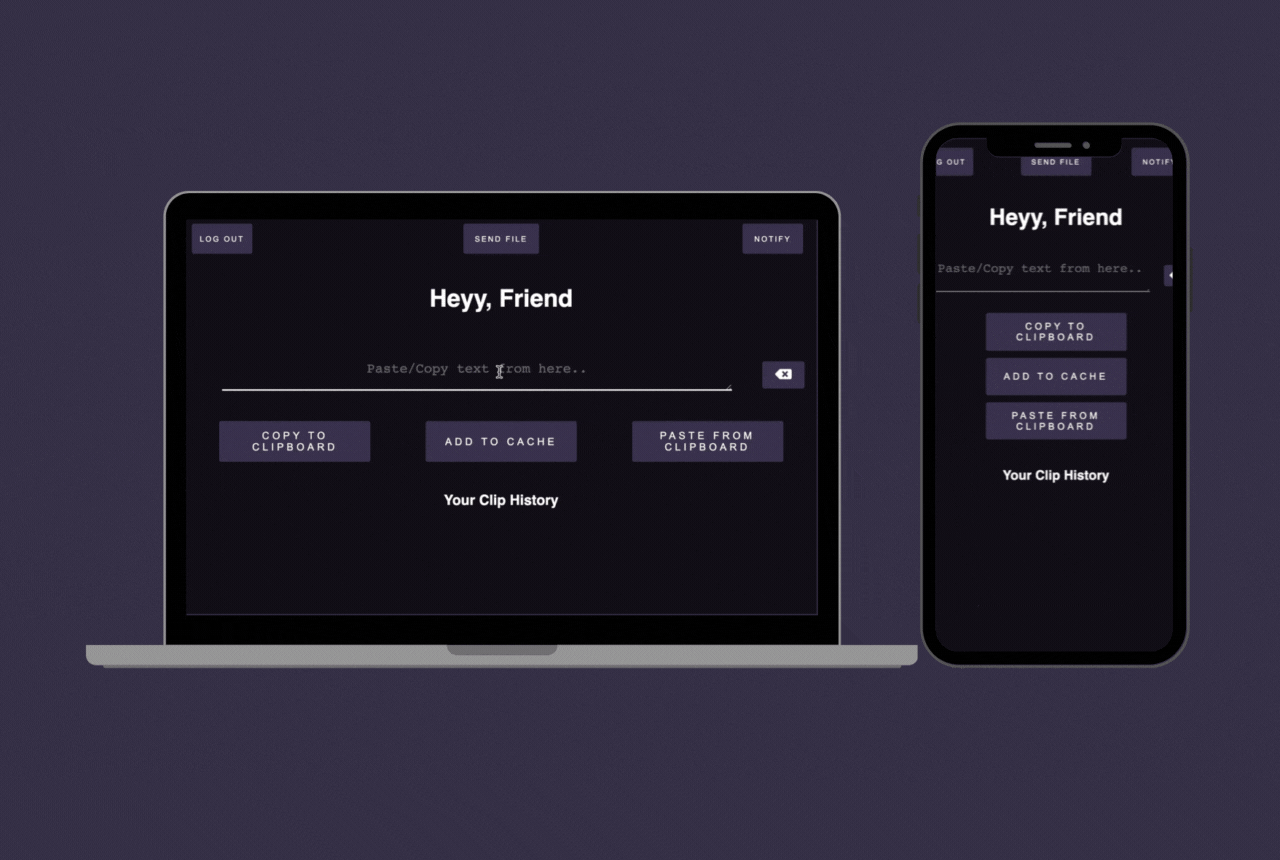 LOG OUT
SEND FILE
NOTIFY
Heyy, Friend
Paste/Copy text from here..
COPY TO
CLIPBOARD
ADD TO CACHE
PASTE FROM
CLIPBOARD
Your Clip History
G OUT
SEND FILE
NOTIF
Heyy, Friend
Paste/Copy text from here..
COPY TO
CLIPBOARD
ADD TO CACHE
PASTE FROM
CLIPBOARD
Your Clip History